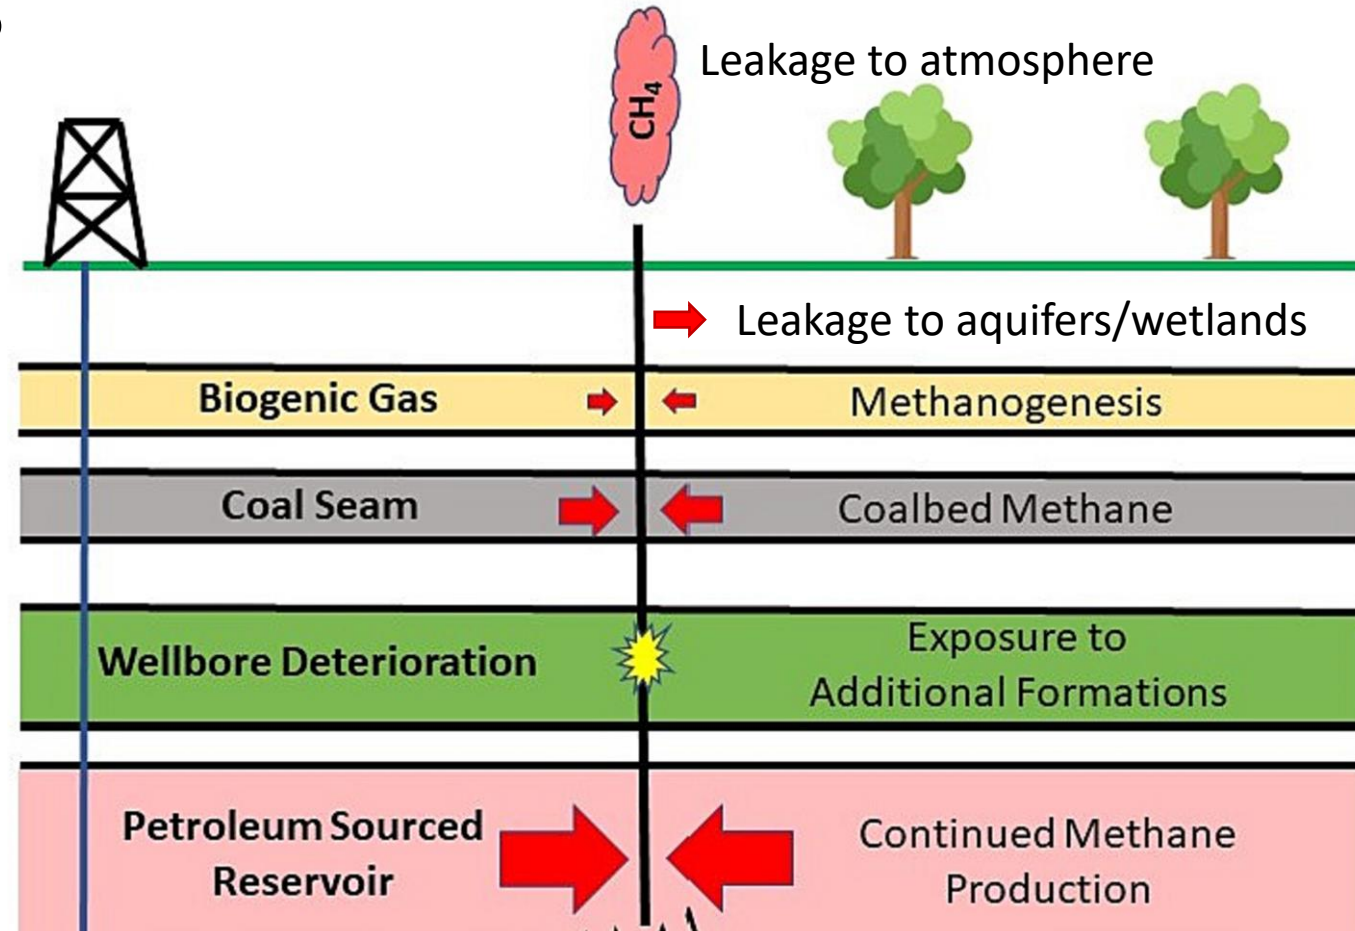 Leakage to atmosphere
CH₄
Leakage to aquifers/wetlands
Biogenic Gas
Methanogenesis
Coal Seam
Coalbed Methane
Wellbore Deterioration
Exposure to
Additional Formations
Petroleum Sourced
Reservoir
Continued Methane
Production